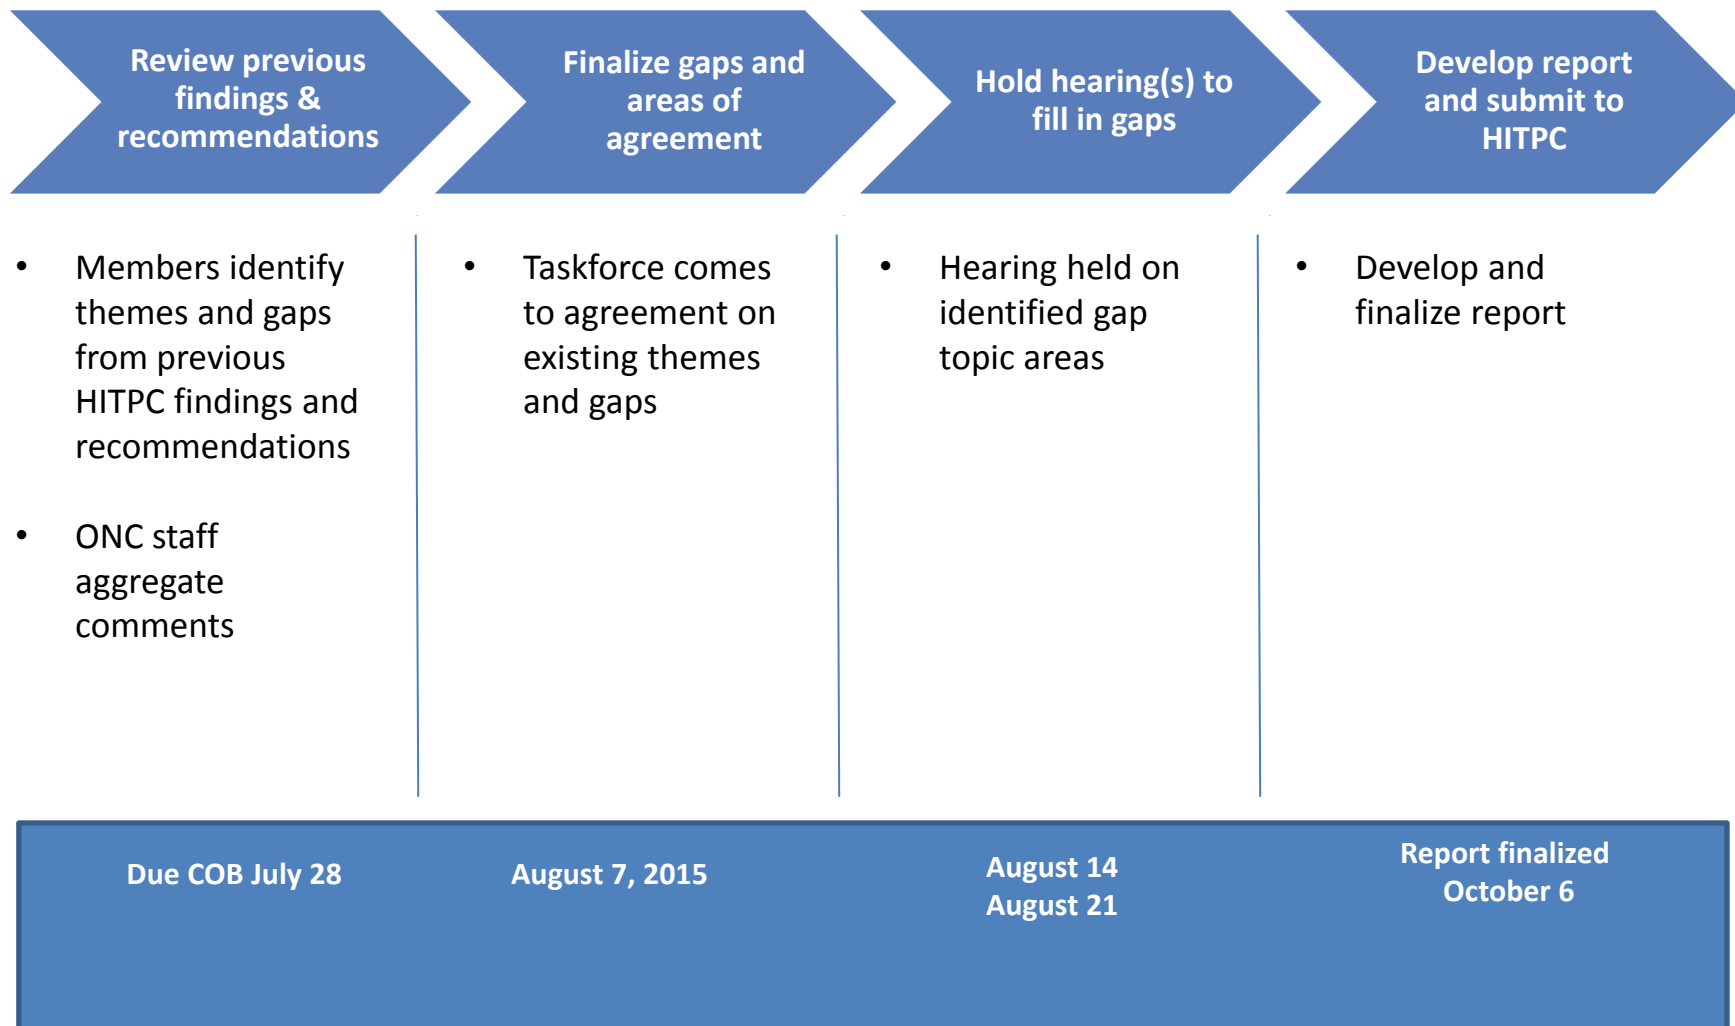 Review previous
findings &
recommendations
Finalize gaps and
areas of
agreement
Hold hearing(s) to
fill in gaps
Develop report
and submit to
HITPC
• Members identify
themes and gaps
from previous
HITPC findings and
recommendations
• ONC staff
aggregate
comments
• Taskforce comes
to agreement on
existing themes
and gaps
• Hearing held on
identified gap
topic areas
• Develop and
finalize report
Due COB July 28
August 7, 2015
August 14
August 21
Report finalized
October 6